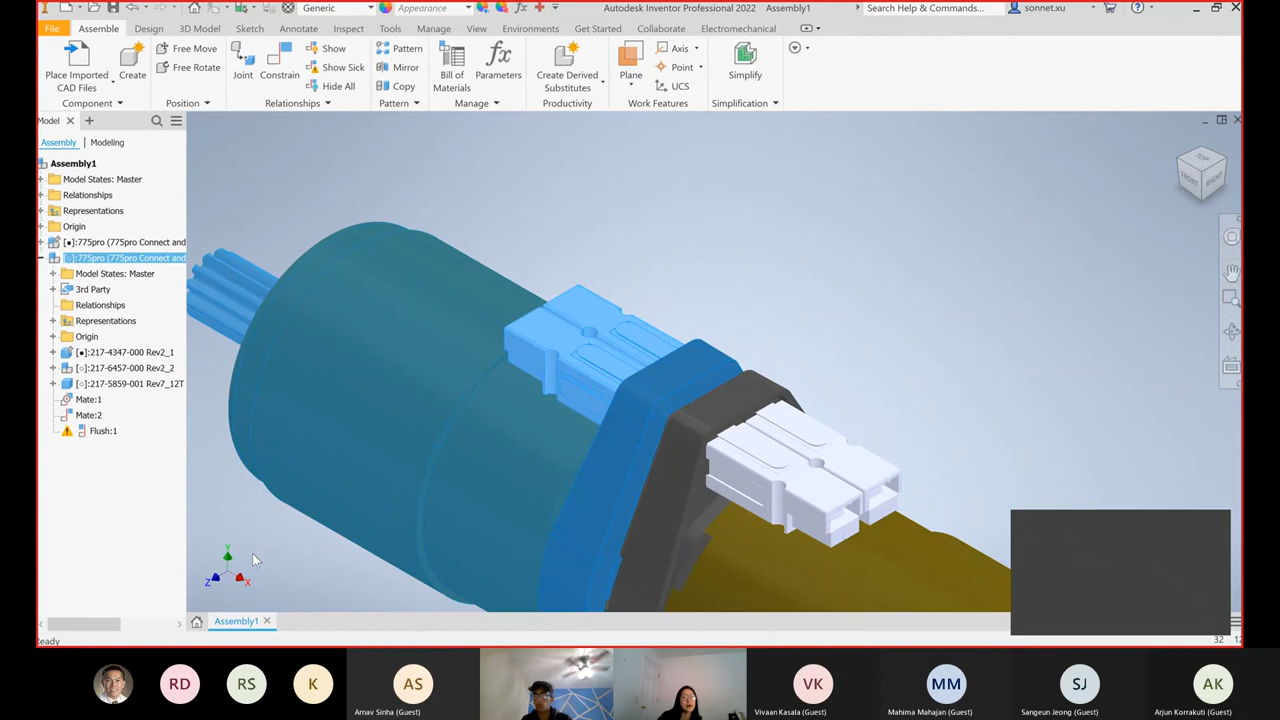 Generic
Appearance
Autodesk Inventor Professional 2022 Assembly1
Search Help & Commands...
sonnet.xu
File Assemble Design 3D Model Sketch Annotate Inspect Tools Manage View Environments Get Started Collaborate Electromechanical
Place Imported CAD Files
Create
Free Move
Free Rotate
Joint
Constrain
Show
Show Sick
Hide All
Pattern
Mirror
Copy
Bill of Materials
Parameters
Create Derived Substitutes
Plane
Axis
Point
UCS
Simplify
Component Position Relationships Pattern Manage Productivity Work Features Simplification
Model
Assembly Modeling
Assembly1
Model States: Master
Relationships
Representations
Origin
[●]:775pro (775pro Connect and
[○]:775pro (775pro Connect and
Model States: Master
3rd Party
Relationships
Representations
Origin
[●]:217-4347-000 Rev2_1
[○]:217-6457-000 Rev2_2
[○]:217-5859-001 Rev7_12T
Mate:1
Mate:2
Flush:1
TOP
FRONT
RIGHT
Y
Z
X
Assembly1
32
RD
RS
K
AS
Arnav Sinha (Guest)
VK
Vivaan Kasala (Guest)
MM
Mahima Mahajan (Guest)
SJ
Sangeun Jeong (Guest)
AK
Arjun Korrakuti (Guest)